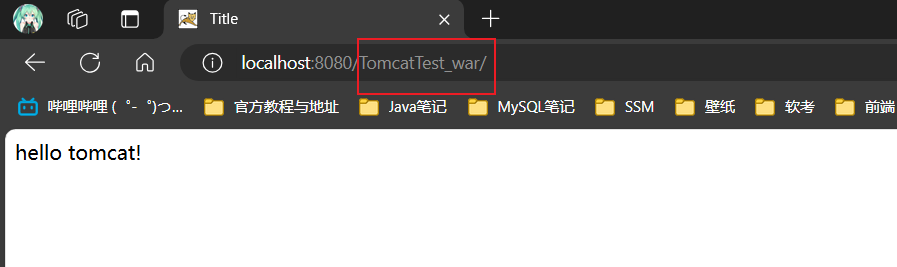 Title
localhost:8080/TomcatTest_war/
哔哩哔哩 (゜-゜)つ... 官方教程与地址 Java笔记 MySQL笔记 SSM 壁纸 软考 前端
hello tomcat!